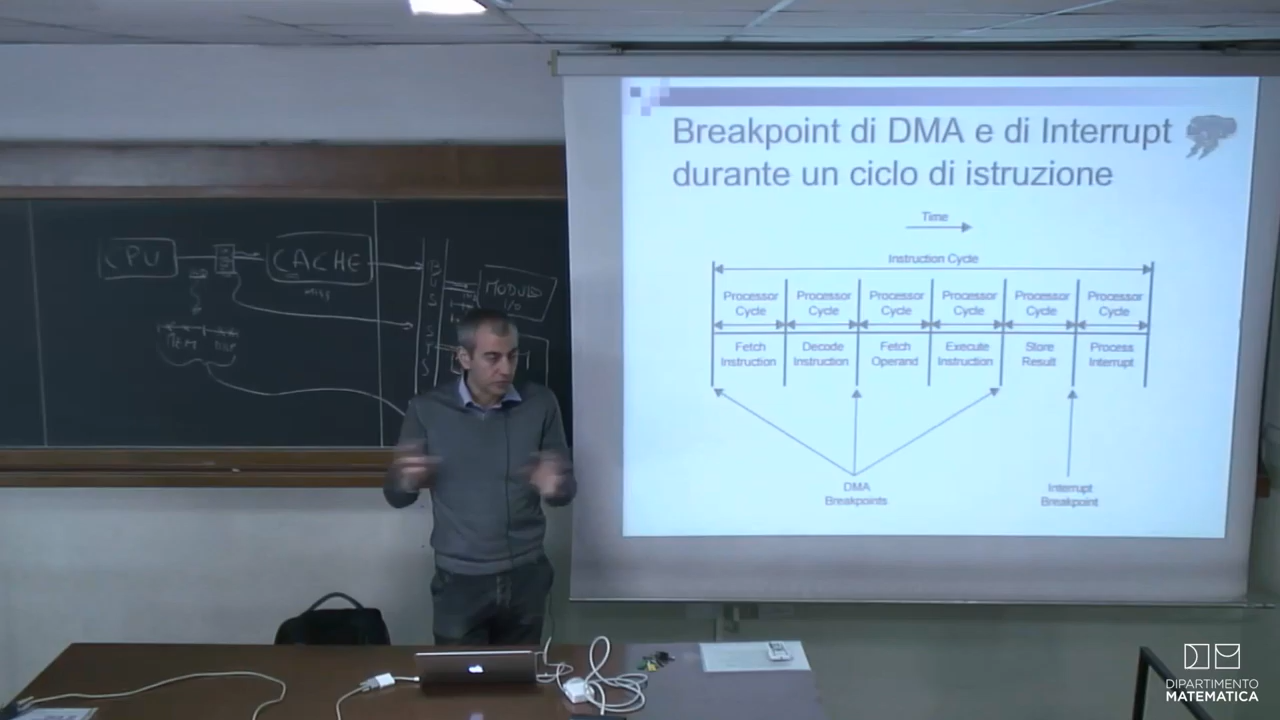 Breakpoint di DMA e di Interrupt
durante un ciclo di istruzione
Time
Instruction Cycle
Processor Cycle
Processor Cycle
Processor Cycle
Processor Cycle
Processor Cycle
Processor Cycle
Fetch Instruction
Decode Instruction
Fetch Operand
Execute Instruction
Store Result
Process Interrupt
DMA
Breakpoints
Interrupt
Breakpoint
CPU
CACHE
miss
BUS
MODULO
I/O
MEM
DIPARTIMENTO
MATEMATICA